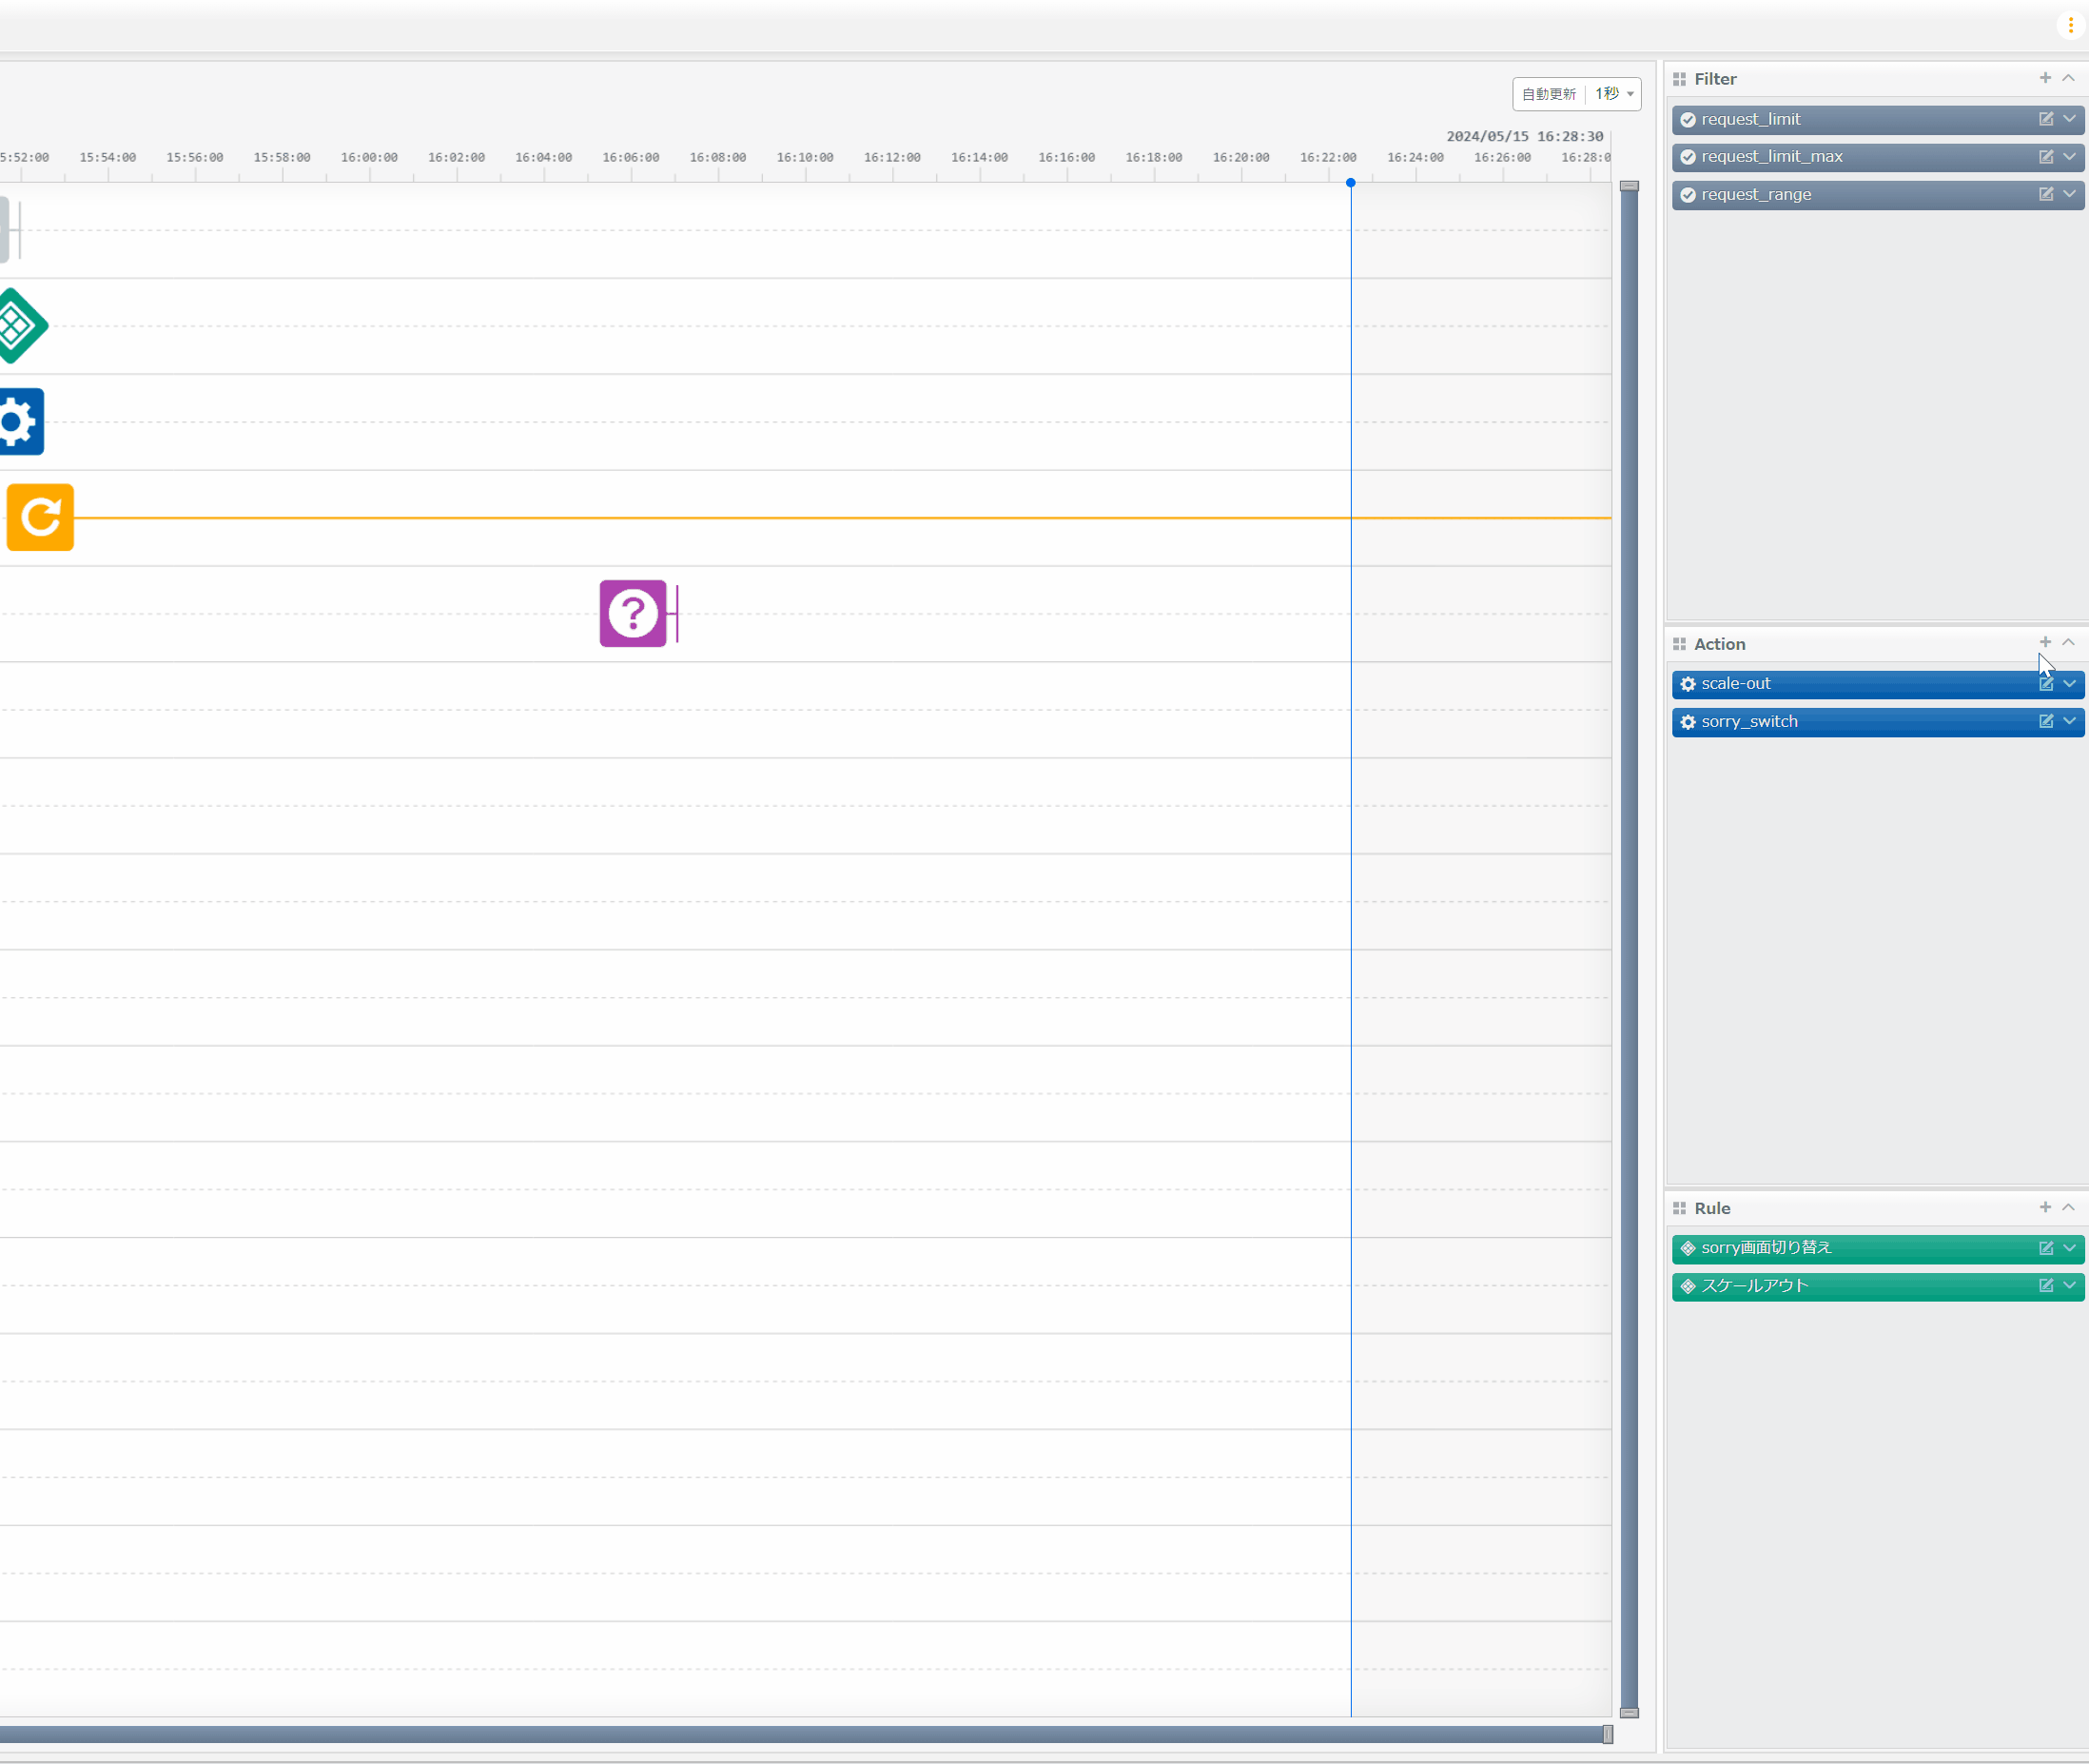 自動更新 1秒
2024/05/15 16:28:30
5:52:00 15:54:00 15:56:00 15:58:00 16:00:00 16:02:00 16:04:00 16:06:00 16:08:00 16:10:00 16:12:00 16:14:00 16:16:00 16:18:00 16:20:00 16:22:00 16:24:00 16:26:00 16:28:0
?
Filter
request_limit
request_limit_max
request_range
Action
scale-out
sorry_switch
Rule
sorry画面切り替え
スケールアウト